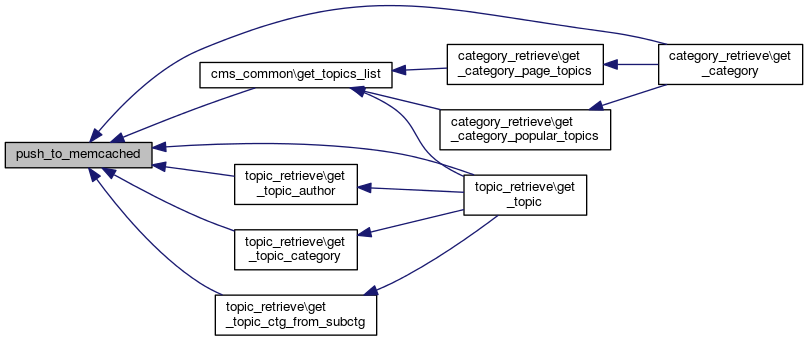 push_to_memcached
cms_common\get_topics_list
category_retrieve\get
_category_page_topics
category_retrieve\get
_category
category_retrieve\get
_category_popular_topics
topic_retrieve\get
_topic_author
topic_retrieve\get
_topic
topic_retrieve\get
_topic_category
topic_retrieve\get
_topic_ctg_from_subctg